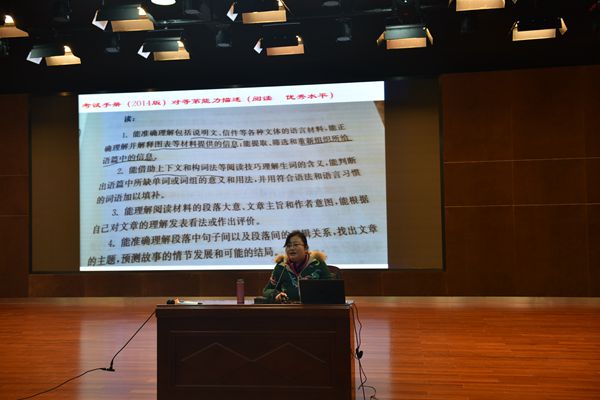 考试手册（2014版）对等第能力描述（阅读 优秀水平）
读：
1. 能准确理解包括说明文、信件等各种文体的语言材料,能正
确理解并解释图表等材料提供的信息,能提取、筛选和重新组织所给
语篇中的信息。
2. 能借助上下文和构词法等阅读技巧理解生词的含义,能判断
出语篇中所缺单词或词组的意义和用法,并用符合语法和语言习惯
的词语加以填补。
3. 能理解阅读材料的段落大意、文章主旨和作者意图,能根据
自己对文章的理解发表看法或作出评价。
4. 能准确理解段落中句子间以及段落间的 辑关系,找出文章
的主题,预测故事的情节发展和可能的结局